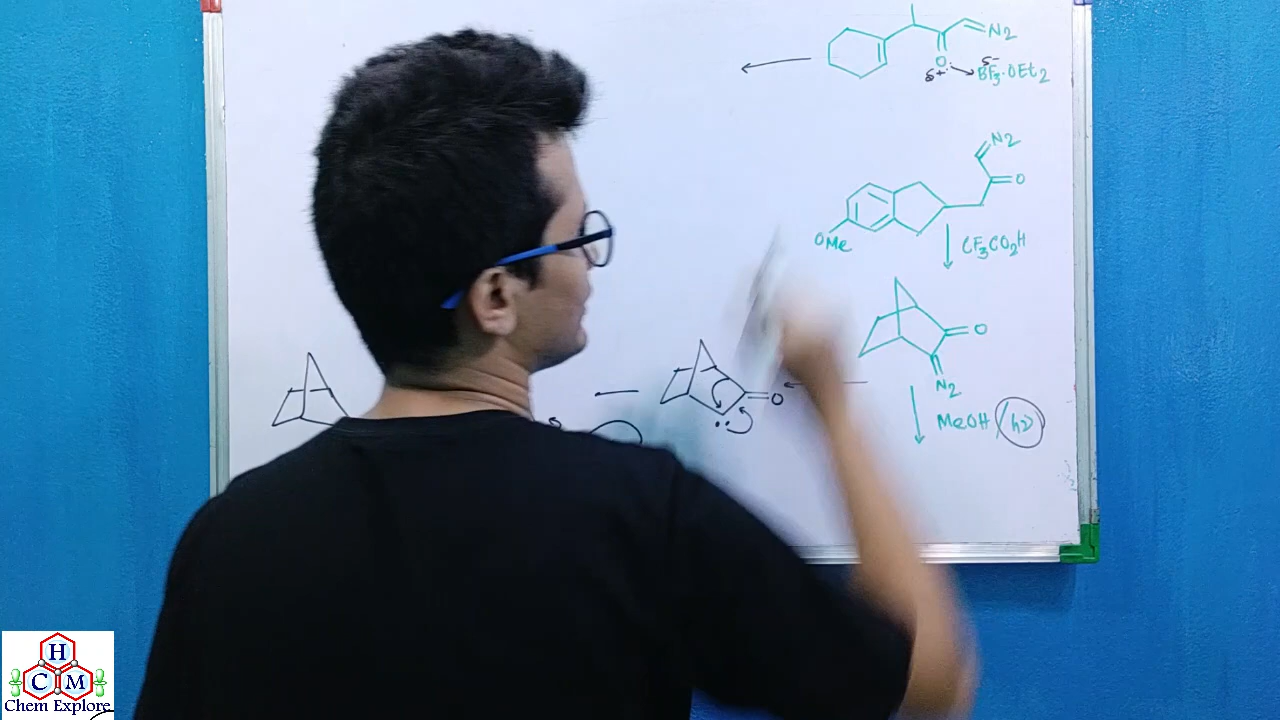 N2
O
δ+
δ-
BF3·OEt2
N2
O
OMe
CF3CO2H
O
N2
MeOH/hν
O
H
C M
Chem Explore